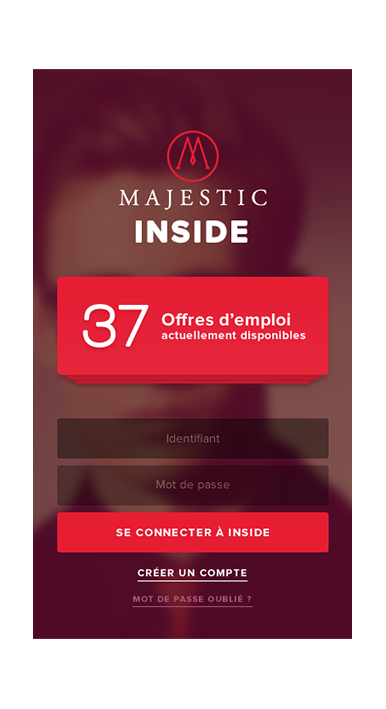 MAJESTIC
INSIDE
37 Offres d'emploi
actuellement disponibles
Identifiant
Mot de passe
SE CONNECTER À INSIDE
CRÉER UN COMPTE
MOT DE PASSE OUBLIÉ ?